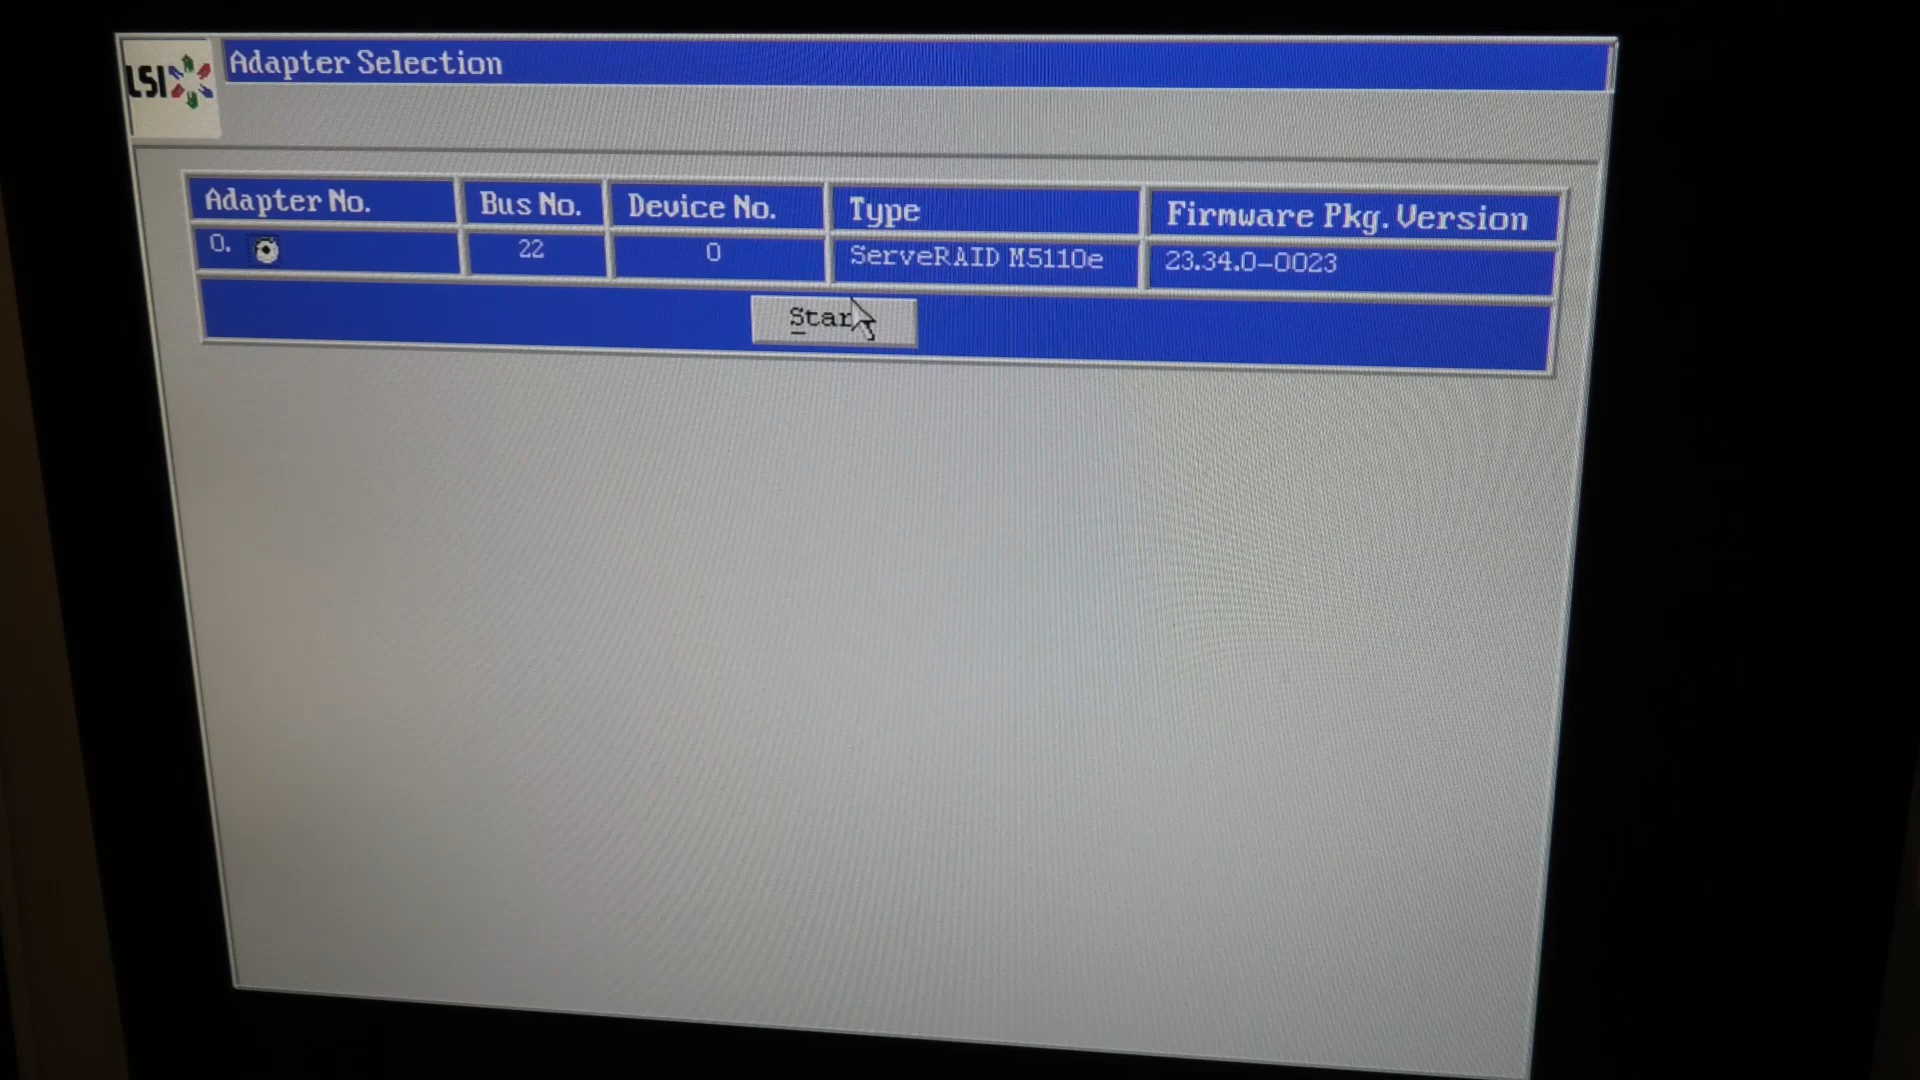 LSI
Adapter Selection
Adapter No. Bus No. Device No. Type Firmware Pkg. Version
0. 22 0 ServeRAID M5110e 23.34.0-0023
Star